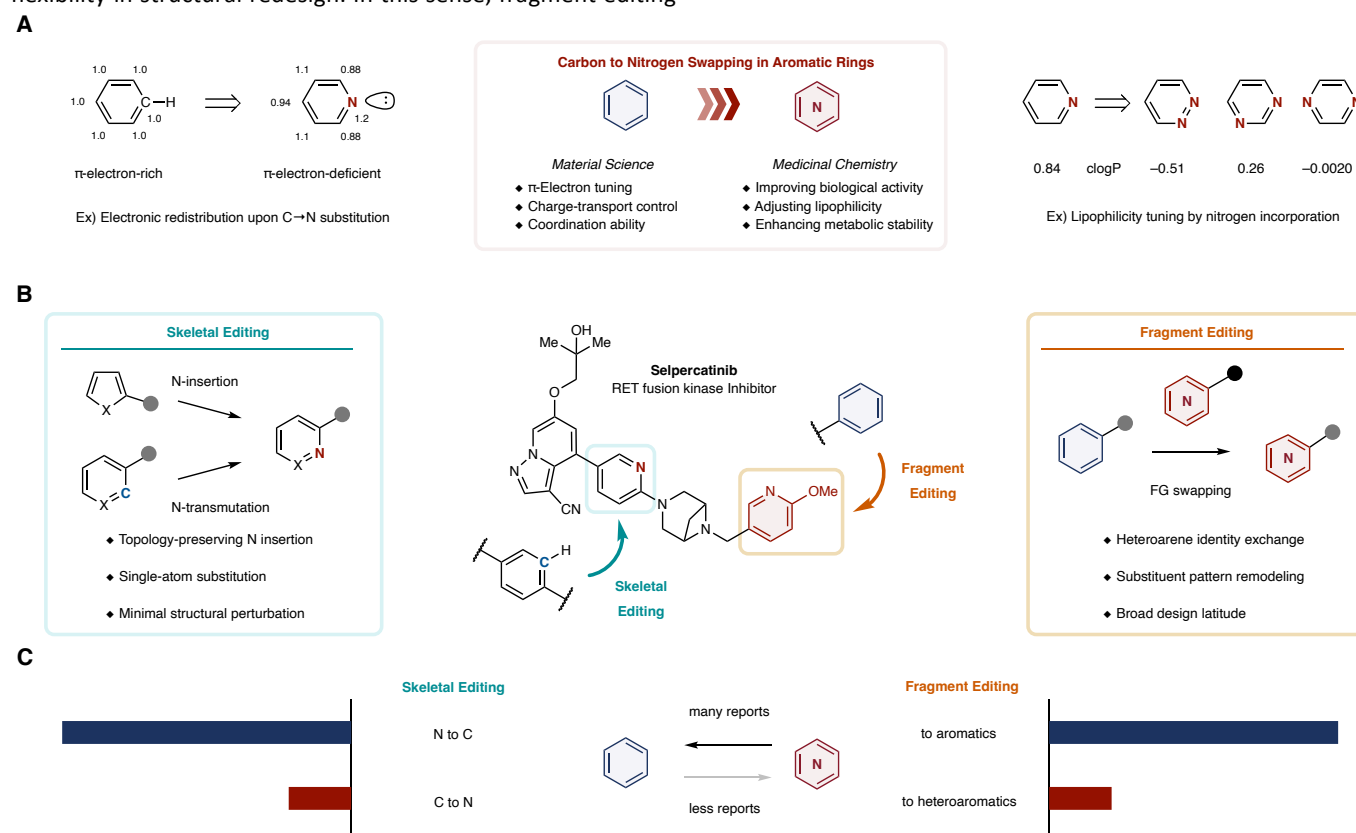 flexibility in structural redesign. In this sense, fragment editing
A
1.0 1.0
1.0
C H
1.0
1.0 1.0
π-electron-rich
1.1 0.88
0.94
N :
1.2
1.1 0.88
π-electron-deficient
Ex) Electronic redistribution upon C→N substitution
Carbon to Nitrogen Swapping in Aromatic Rings
N
Material Science
◆ π-Electron tuning
◆ Charge-transport control
◆ Coordination ability
Medicinal Chemistry
◆ Improving biological activity
◆ Adjusting lipophilicity
◆ Enhancing metabolic stability
N N N N N N N
0.84 clogP –0.51 0.26 –0.0020
Ex) Lipophilicity tuning by nitrogen incorporation
B
Skeletal Editing
X
N-insertion
X C
N-transmutation
X N
◆ Topology-preserving N insertion
◆ Single-atom substitution
◆ Minimal structural perturbation
OH
Me Me
O
N
N
CN
N
N
N
N
OMe
Selpercatinib
RET fusion kinase Inhibitor
H
C
Skeletal
Editing
Fragment
Editing
Fragment Editing
N
FG swapping
N
◆ Heteroarene identity exchange
◆ Substituent pattern remodeling
◆ Broad design latitude
C
Skeletal Editing
N to C
C to N
many reports
N
less reports
Fragment Editing
to aromatics
to heteroaromatics